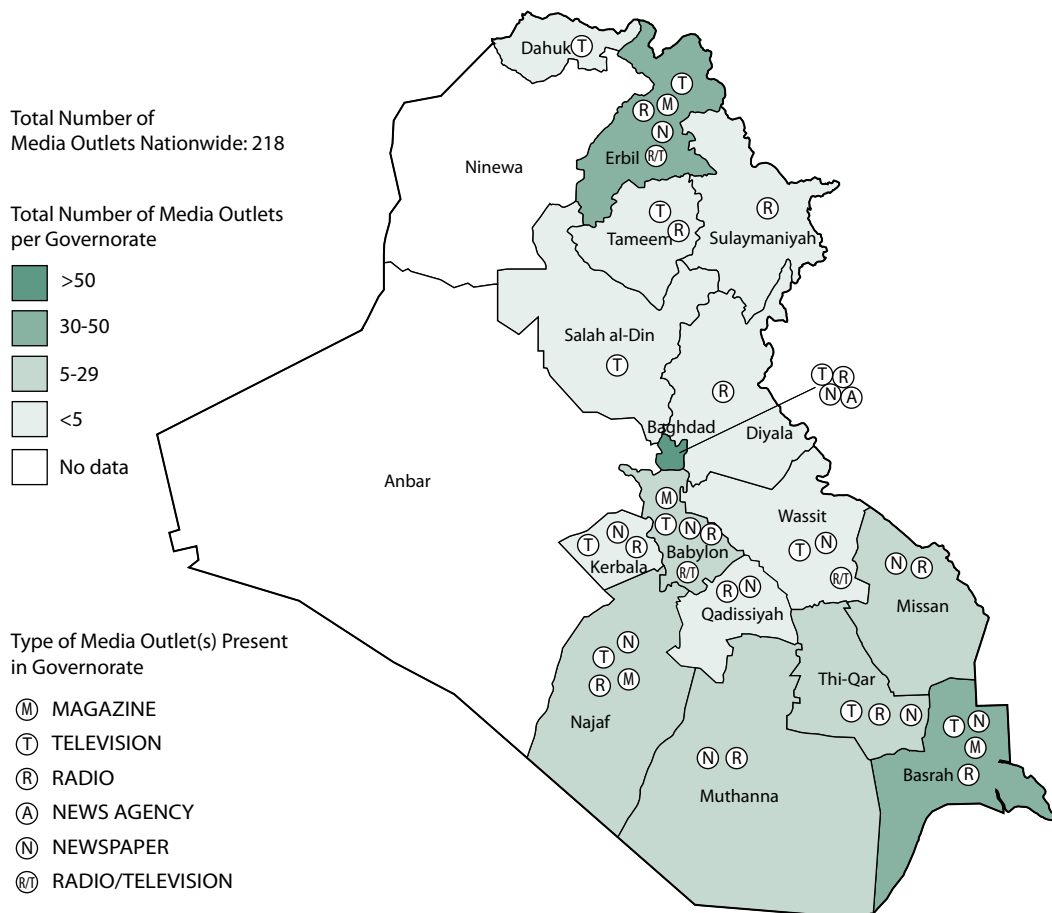 Total Number of
Media Outlets Nationwide: 218
Total Number of Media Outlets
per Governorate
>50
30-50
5-29
<5
No data
Type of Media Outlet(s) Present
in Governorate
M MAGAZINE
T TELEVISION
R RADIO
A NEWS AGENCY
N NEWSPAPER
R/T RADIO/TELEVISION
Dahuk T
T
R M
N
Erbil R/T
Ninewa
T
R
Tameem
R
Sulaymaniyah
Salah al-Din
T
R
Diyala
Baghdad
T R
N A
Anbar
M
T N R
Babylon
R/T
N
T R
Kerbala
Wassit
T N
R/T
R N
Qadissiyah
N R
Missan
N
T
R M
Najaf
Thi-Qar
T R N
N R
Muthanna
T N
M
Basrah R